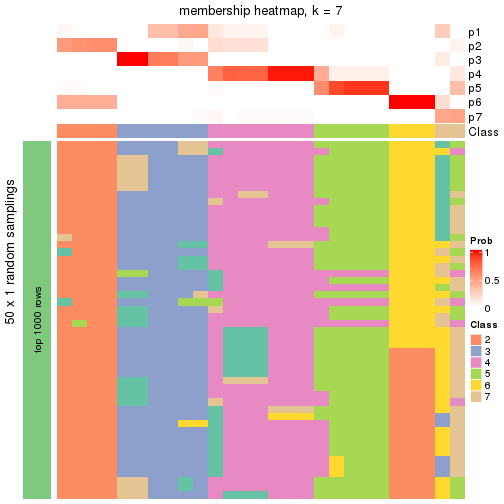 membership heatmap, k = 7
p1
p2
p3
p4
p5
p6
p7
Class
50 x 1 random samplings
top 1000 rows
Prob
1
0.5
0
Class
2
3
4
5
6
7